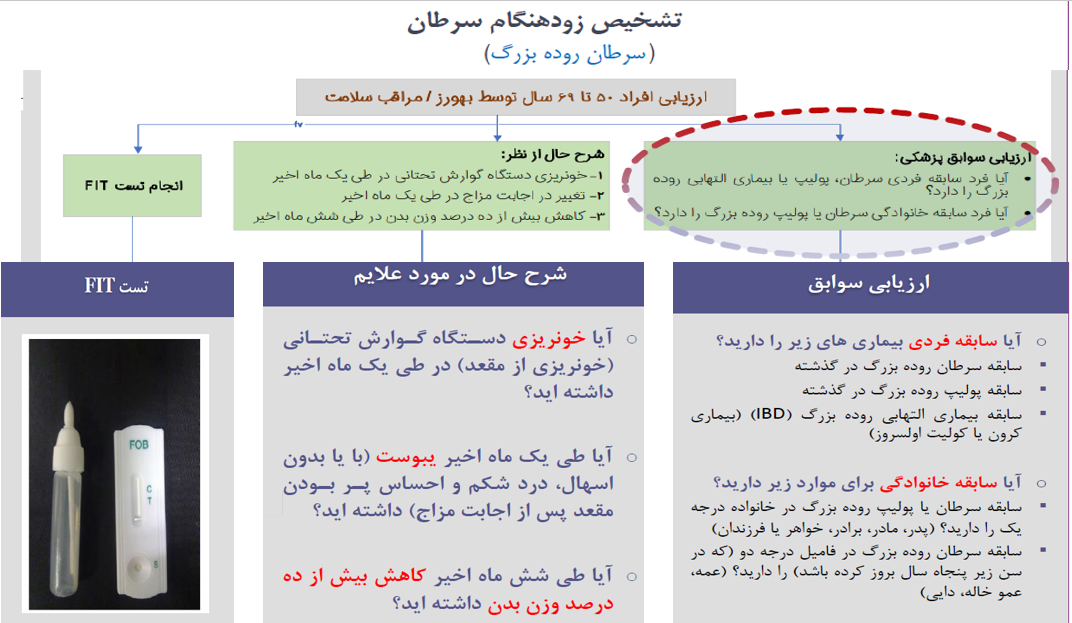 تشخیص زودهنگام سرطان
(سرطان روده بزرگ)
ارزیابی افراد ۵۰ تا ۶۹ سال توسط بهورز / مراقب سلامت
ارزیابی سوابق پزشکی:
• آیا فرد سابقه فردی سرطان، پولیپ یا بیماری التهابی روده
بزرگ را دارد؟
• آیا فرد سابقه خانوادگی سرطان یا پولیپ روده بزرگ را دارد؟
شرح حال از نظر:
۱- خونریزی دستگاه گوارش تحتانی در طی یک ماه اخیر
۲- تغییر در اجابت مزاج در طی یک ماه اخیر
۳- کاهش بیش از ده درصد وزن بدن در طی شش ماه اخیر
انجام تست FIT
ارزیابی سوابق
آیا سابقه فردی بیماری های زیر را دارید؟
سابقه سرطان روده بزرگ در گذشته
سابقه پولیپ روده بزرگ در گذشته
سابقه بیماری التهابی روده بزرگ (IBD) (بیماری
کرون یا کولیت اولسروز)
آیا سابقه خانوادگی برای موارد زیر دارید؟
سابقه سرطان یا پولیپ روده بزرگ در خانواده درجه
یک را دارید؟ (پدر، مادر، برادر، خواهر یا فرزندان)
سابقه سرطان روده بزرگ در فامیل درجه دو (که در
سن زیر پنجاه سال بروز کرده باشد) را دارید؟ (عمه،
عمو خاله، دایی)
شرح حال در مورد علایم
آیا خونریزی دستگاه گوارش تحتانی
(خونریزی از مقعد) در طی یک ماه اخیر
داشته اید؟
آیا طی یک ماه اخیر یبوست (با یا بدون
اسهال، درد شکم و احساس پر بودن
مقعد پس از اجابت مزاج) داشته اید؟
آیا طی شش ماه اخیر کاهش بیش از ده
درصد وزن بدن داشته اید؟
تست FIT
FOB
C
T
S